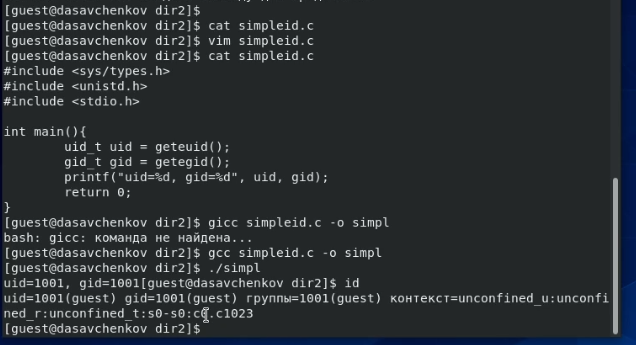 [guest@dasavchenkov dir2]$
[guest@dasavchenkov dir2]$ cat simpleid.c
[guest@dasavchenkov dir2]$ vim simpleid.c
[guest@dasavchenkov dir2]$ cat simpleid.c
#include <sys/types.h>
#include <unistd.h>
#include <stdio.h>
int main(){
uid_t uid = geteuid();
gid_t gid = getegid();
printf("uid=%d, gid=%d", uid, gid);
return 0;
}
[guest@dasavchenkov dir2]$ gicc simpleid.c -o simpl
bash: gicc: команда не найдена...
[guest@dasavchenkov dir2]$ gcc simpleid.c -o simpl
[guest@dasavchenkov dir2]$ ./simpl
uid=1001, gid=1001[guest@dasavchenkov dir2]$ id
uid=1001(guest) gid=1001(guest) группы=1001(guest) контекст=unconfined_u:unconfi
ned_r:unconfined_t:s0-s0:c0.c1023
[guest@dasavchenkov dir2]$